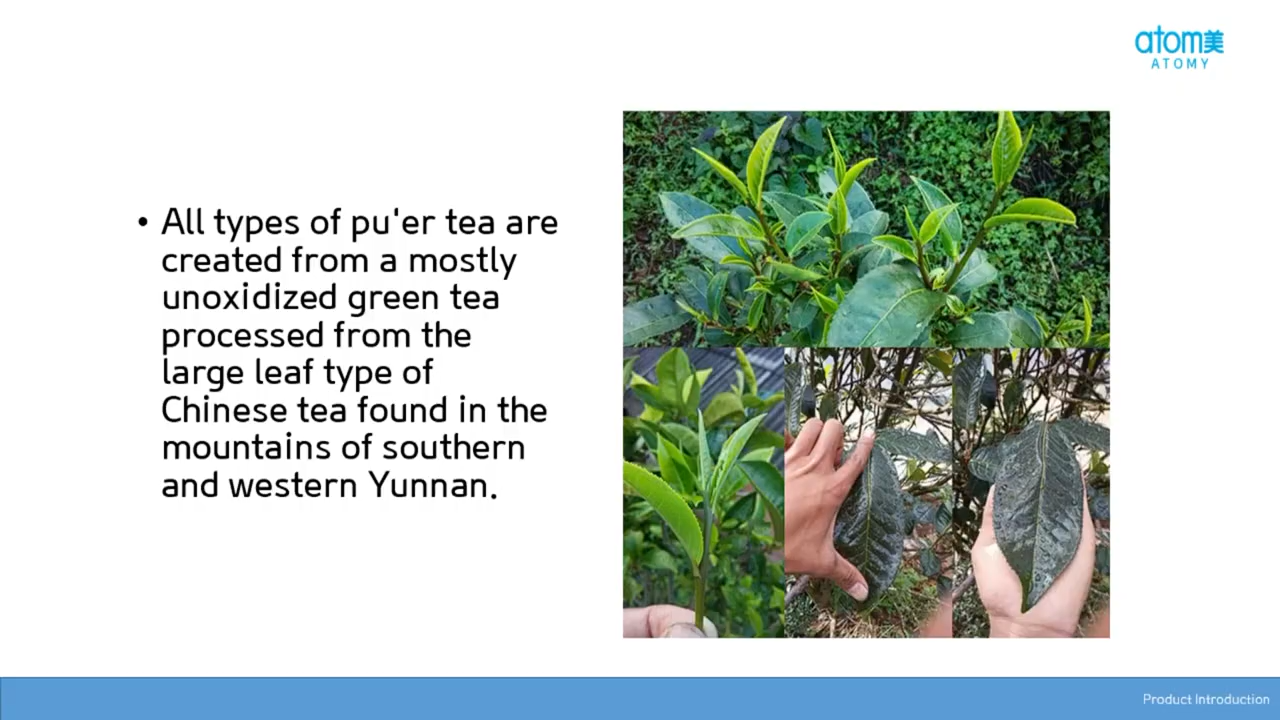 atom美
ATOMY
• All types of pu'er tea are
created from a mostly
unoxidized green tea
processed from the
large leaf type of
Chinese tea found in the
mountains of southern
and western Yunnan.
Product Introduction